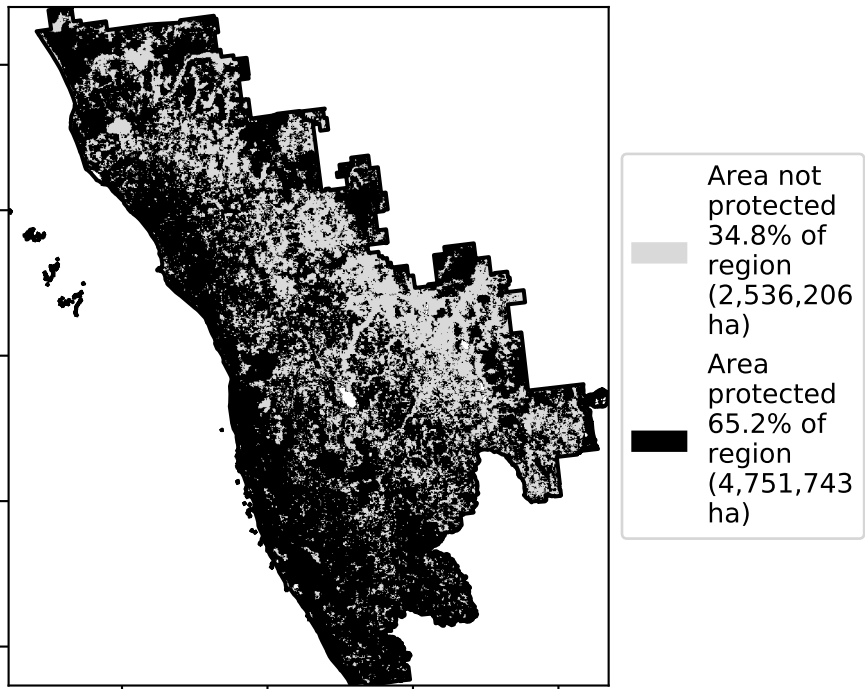 Area not
protected
34.8% of
region
(2,536,206
ha)
Area
protected
65.2% of
region
(4,751,743
ha)